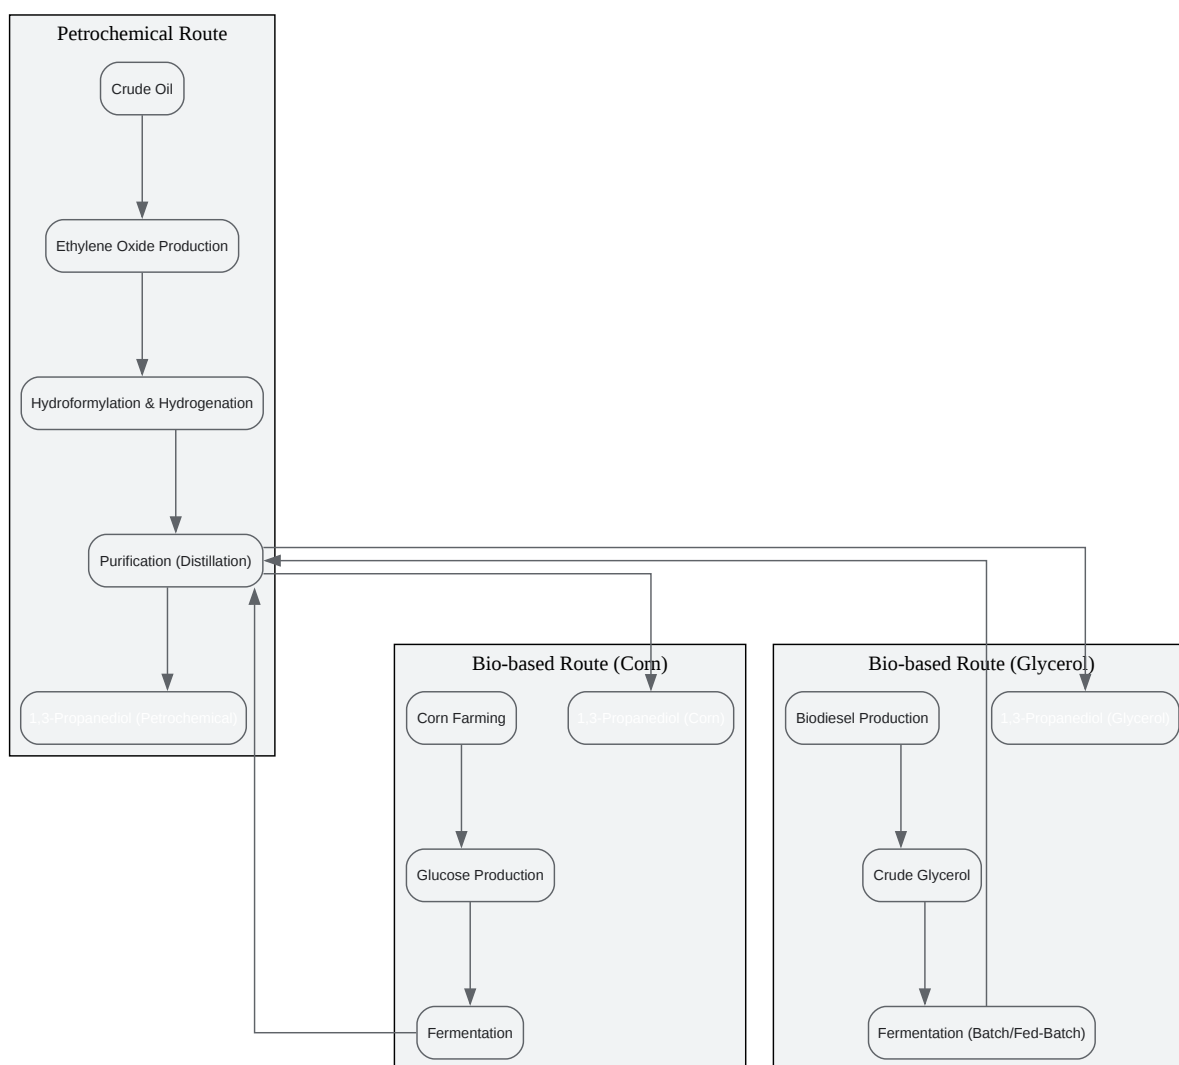 Petrochemical Route
Crude Oil
Ethylene Oxide Production
Hydroformylation & Hydrogenation
Purification (Distillation)
1,3-Propanediol (Petrochemical)
Bio-based Route (Corn)
Corn Farming
1,3-Propanediol (Corn)
Glucose Production
Fermentation
Bio-based Route (Glycerol)
Biodiesel Production
1,3-Propanediol (Glycerol)
Crude Glycerol
Fermentation (Batch/Fed-Batch)